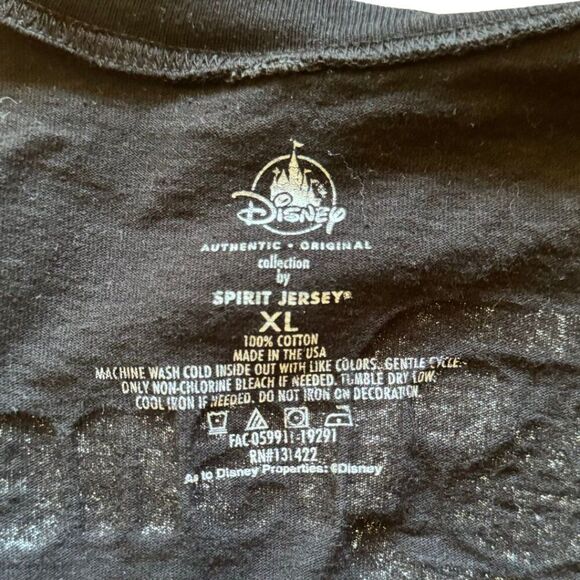 Disney
AUTHENTIC • ORIGINAL
collection
by
SPIRIT JERSEY®
XL
100% COTTON
MADE IN THE USA
MACHINE WASH COLD INSIDE OUT WITH LIKE COLORS. GENTLE CYCLE.
ONLY NON-CHLORINE BLEACH IF NEEDED. TUMBLE DRY LOW.
COOL IRON IF NEEDED. DO NOT IRON ON DECORATION.
FAC-059911-19291
RN#131422
As to Disney Properties: ©Disney